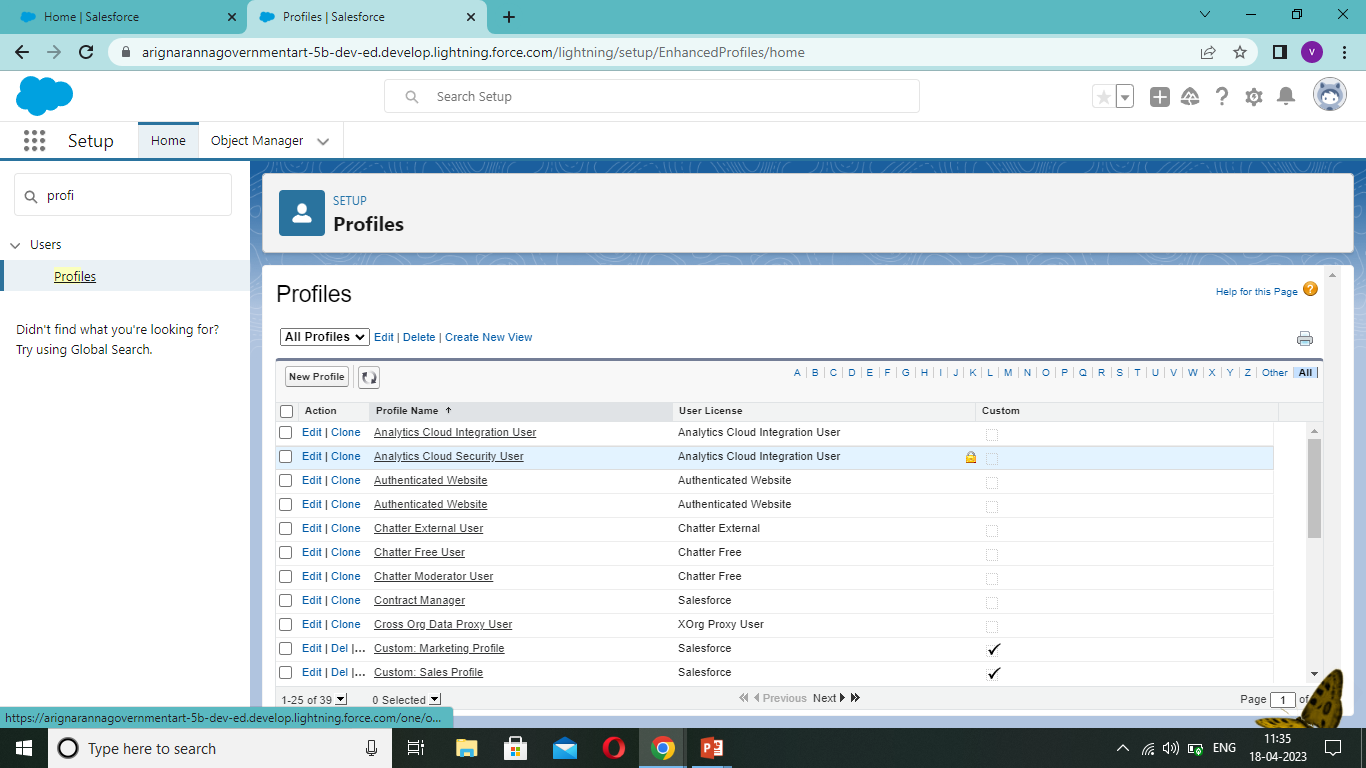 Home | Salesforce
Profiles | Salesforce
arignarannagovernmentart-5b-dev-ed.develop.lightning.force.com/lightning/setup/EnhancedProfiles/home
V
Search Setup
Setup
Home
Object Manager
profi
Users
Profiles
Didn't find what you're looking for?
Try using Global Search.
SETUP
Profiles
Profiles
Help for this Page ?
All Profiles Edit | Delete | Create New View
New Profile
A | B | C | D | E | F | G | H | I | J | K | L | M | N | O | P | Q | R | S | T | U | V | W | X | Y | Z | Other | All |
Action Profile Name ↑ User License Custom
Edit | Clone Analytics Cloud Integration User Analytics Cloud Integration User
Edit | Clone Analytics Cloud Security User Analytics Cloud Integration User
Edit | Clone Authenticated Website Authenticated Website
Edit | Clone Authenticated Website Authenticated Website
Edit | Clone Chatter External User Chatter External
Edit | Clone Chatter Free User Chatter Free
Edit | Clone Chatter Moderator User Chatter Free
Edit | Clone Contract Manager Salesforce
Edit | Clone Cross Org Data Proxy User XOrg Proxy User
Edit | Del |... Custom: Marketing Profile Salesforce ✓
Edit | Del |... Custom: Sales Profile Salesforce ✓
1-25 of 39 0 Selected Previous Next Page 1 of
https://arignarannagovernmentart-5b-dev-ed.develop.lightning.force.com/one/o...
Type here to search
ENG
11:35
18-04-2023